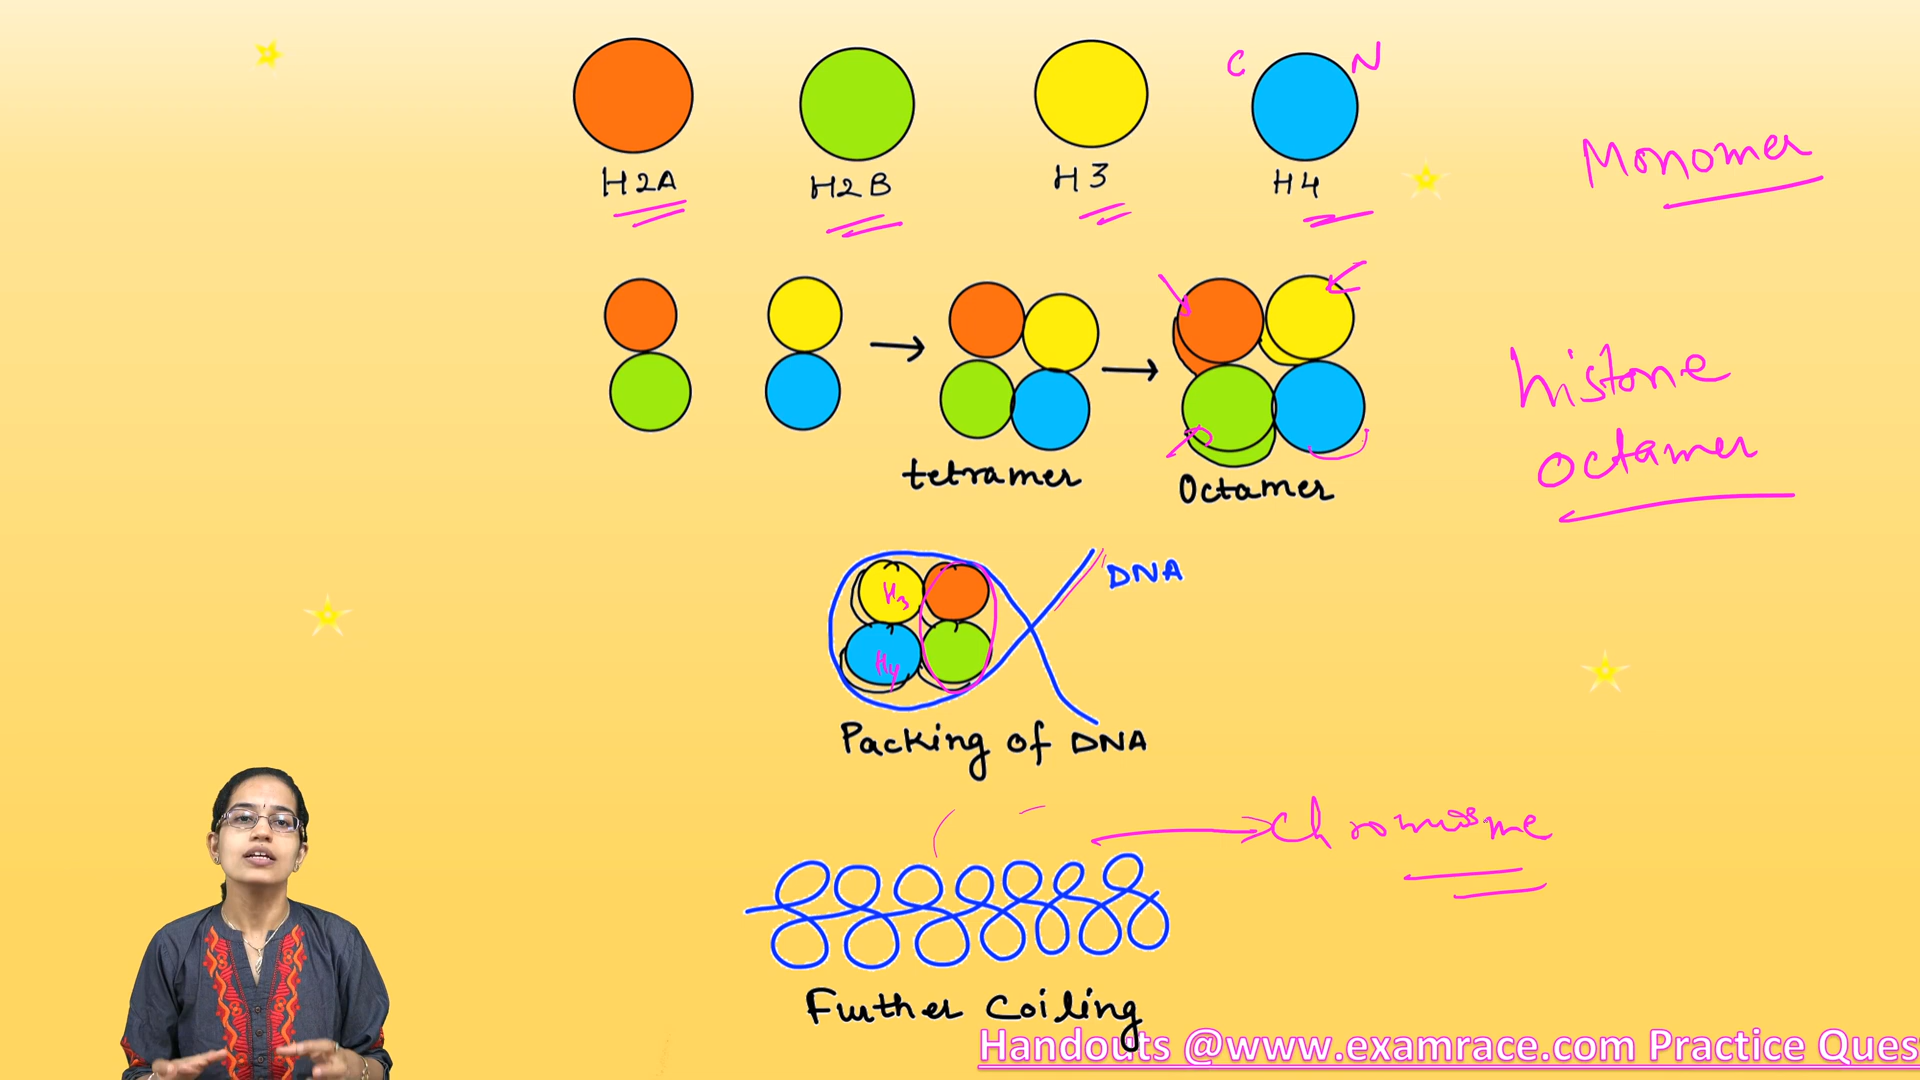 C N
H2A H2B H3 H4
Monomer
tetramer
Octamer
histone
octamer
H3
H4
DNA
Packing of DNA
chromosome
Further coiling
Handouts @www.examrace.com Practice Ques